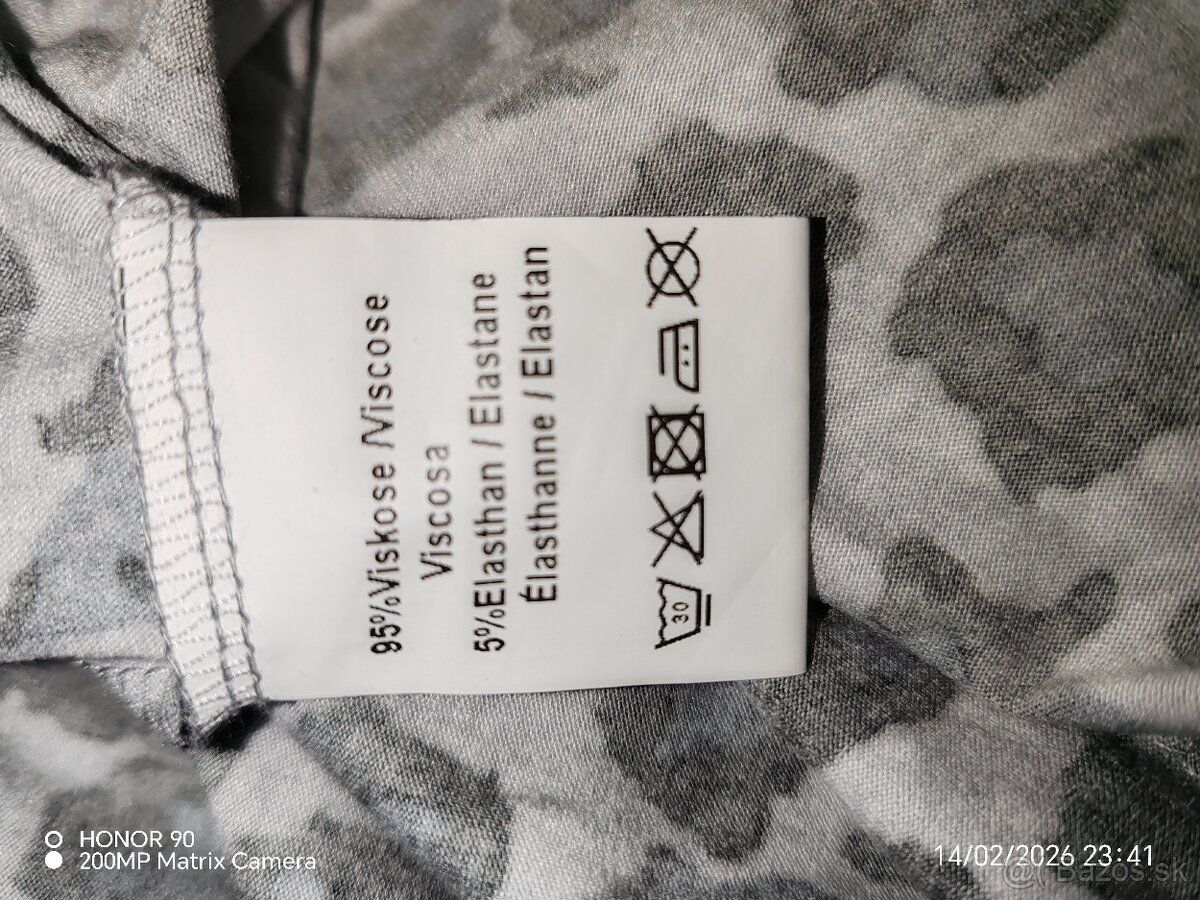 95%Viskose /Viscose
Viscosa
5%Elasthan / Elastane
Élasthanne / Elastan
30
HONOR 90
200MP Matrix Camera
14/02/2026 23:41
@ Bazos.sk